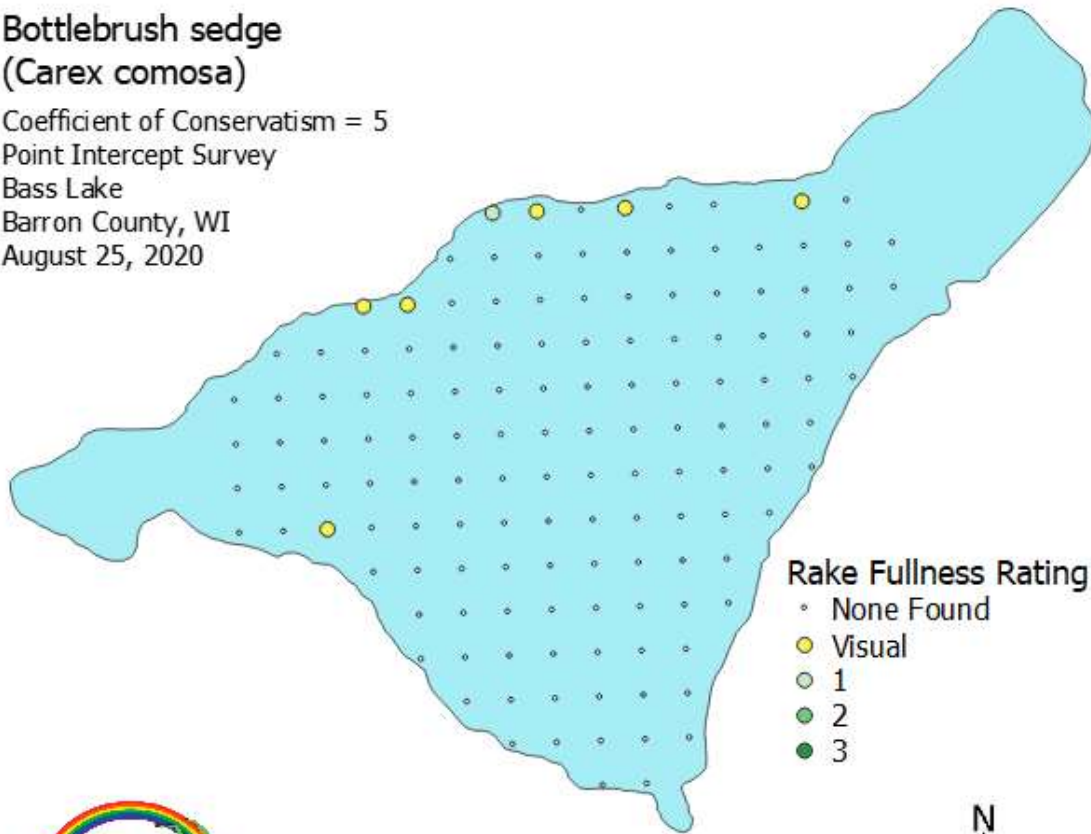 Bottlebrush sedge
(Carex comosa)
Coefficient of Conservatism = 5
Point Intercept Survey
Bass Lake
Barron County, WI
August 25, 2020
Rake Fullness Rating
None Found
Visual
1
2
3
N